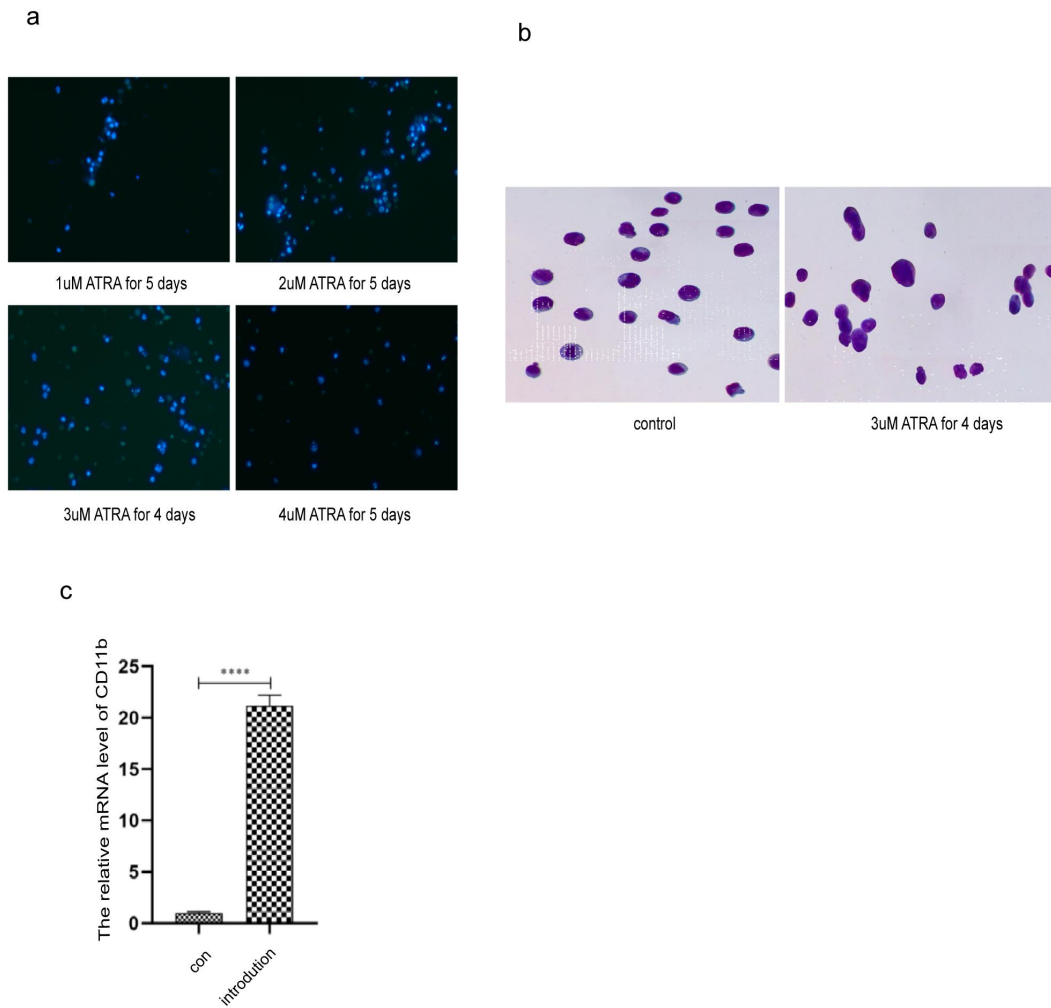 a
b
1uM ATRA for 5 days
2uM ATRA for 5 days
3uM ATRA for 4 days
4uM ATRA for 5 days
control
3uM ATRA for 4 days
c
The relative mRNA level of CD11b
25
20
15
10
5
0
****
con
introdution